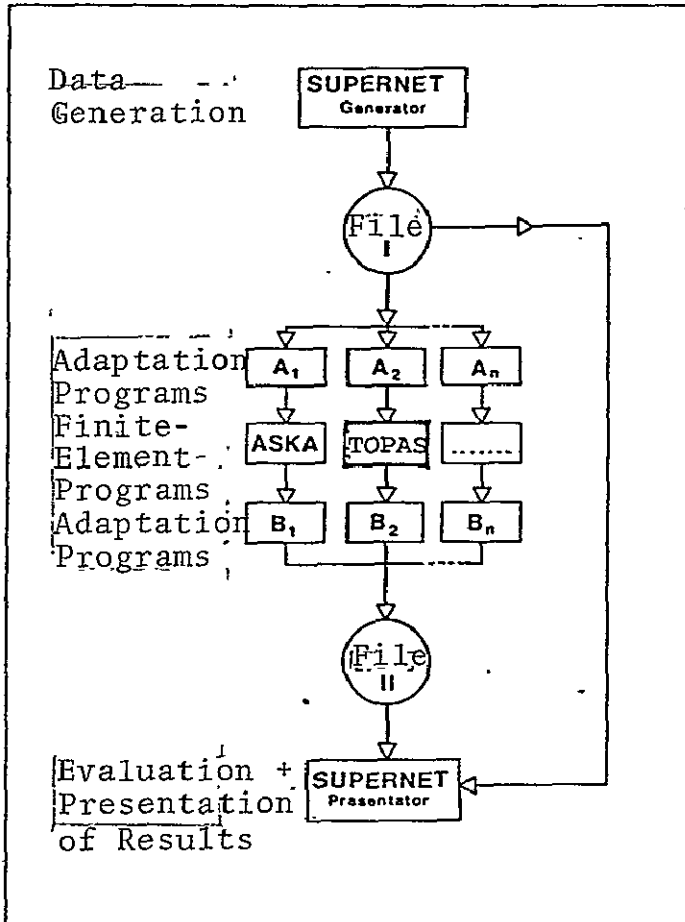 Data
Generation
SUPERNET
Generator
File
I
Adaptation
Programs
Finite-
Element-
Programs
Adaptation
Programs
A1 A2 An
ASKA TOPAS ........
B1 B2 Bn
File
II
Evaluation +
Presentation
of Results
SUPERNET
Prasentator